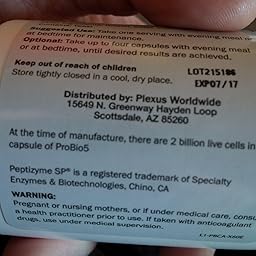 Suggested Use: Take one serving with evening meal or
at bedtime for maintenance.
Optional: Take up to four capsules with evening meal
or at bedtime, until desired results are achieved.
Keep out of reach of children
Store tightly closed in a cool, dry place.
LOT215186
EXP07/17
Distributed by: Plexus Worldwide
15649 N. Greenway Hayden Loop
Scottsdale, AZ 85260
At the time of manufacture, there are 2 billion live cells in
capsule of ProBio5
Peptizyme SP® is a registered trademark of Specialty
Enzymes & Biotechnologies, Chino, CA
WARNING:
Pregnant or nursing mothers, or if under medical care, consu
a health practitioner prior to use. If taken with anticoagulant
drugs, use under medical supervision.